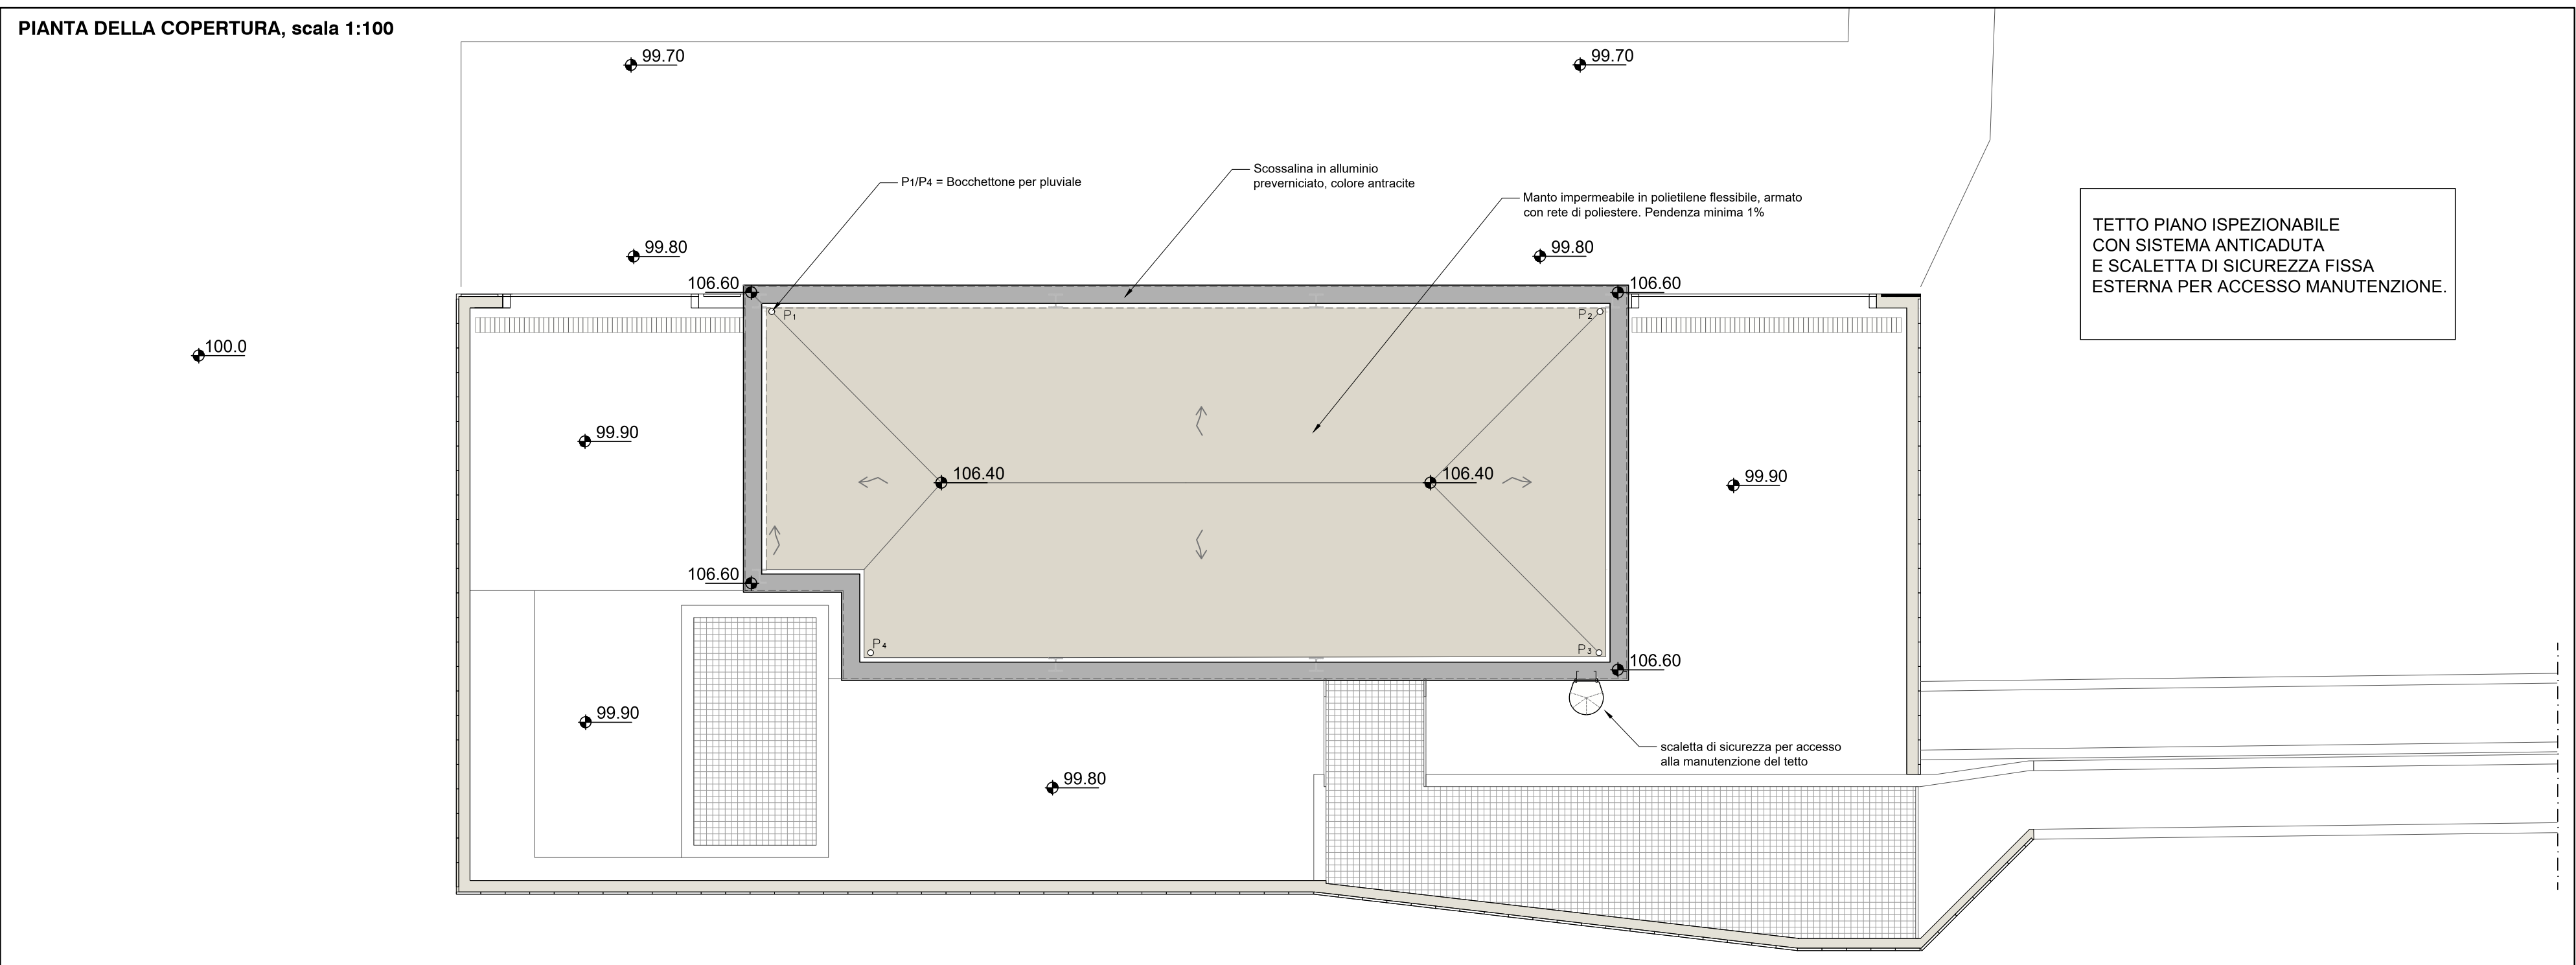 PIANTA DELLA COPERTURA, scala 1:100
99.70
99.70
P1/P4 = Bocchettone per pluviale
Scossalina in alluminio
preverniciato, colore antracite
Manto impermeabile in polietilene flessibile, armato
con rete di poliestere. Pendenza minima 1%
TETTO PIANO ISPEZIONABILE
CON SISTEMA ANTICADUTA
E SCALETTA DI SICUREZZA FISSA
ESTERNA PER ACCESSO MANUTENZIONE.
99.80
99.80
106.60
106.60
P1
P2
100.0
99.90
106.40
106.40
99.90
106.60
P4
P3
106.60
99.90
scaletta di sicurezza per accesso
alla manutenzione del tetto
99.80